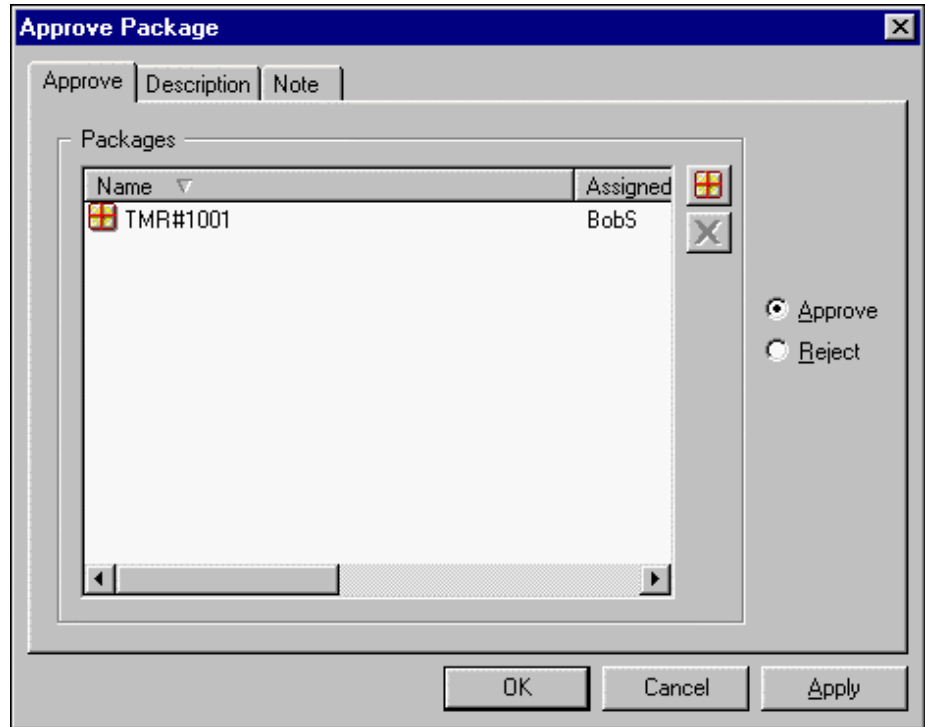 Approve Package
Approve Description Note
Packages
Name Assigned
TMR#1001 BobS
Approve
Reject
OK Cancel Apply